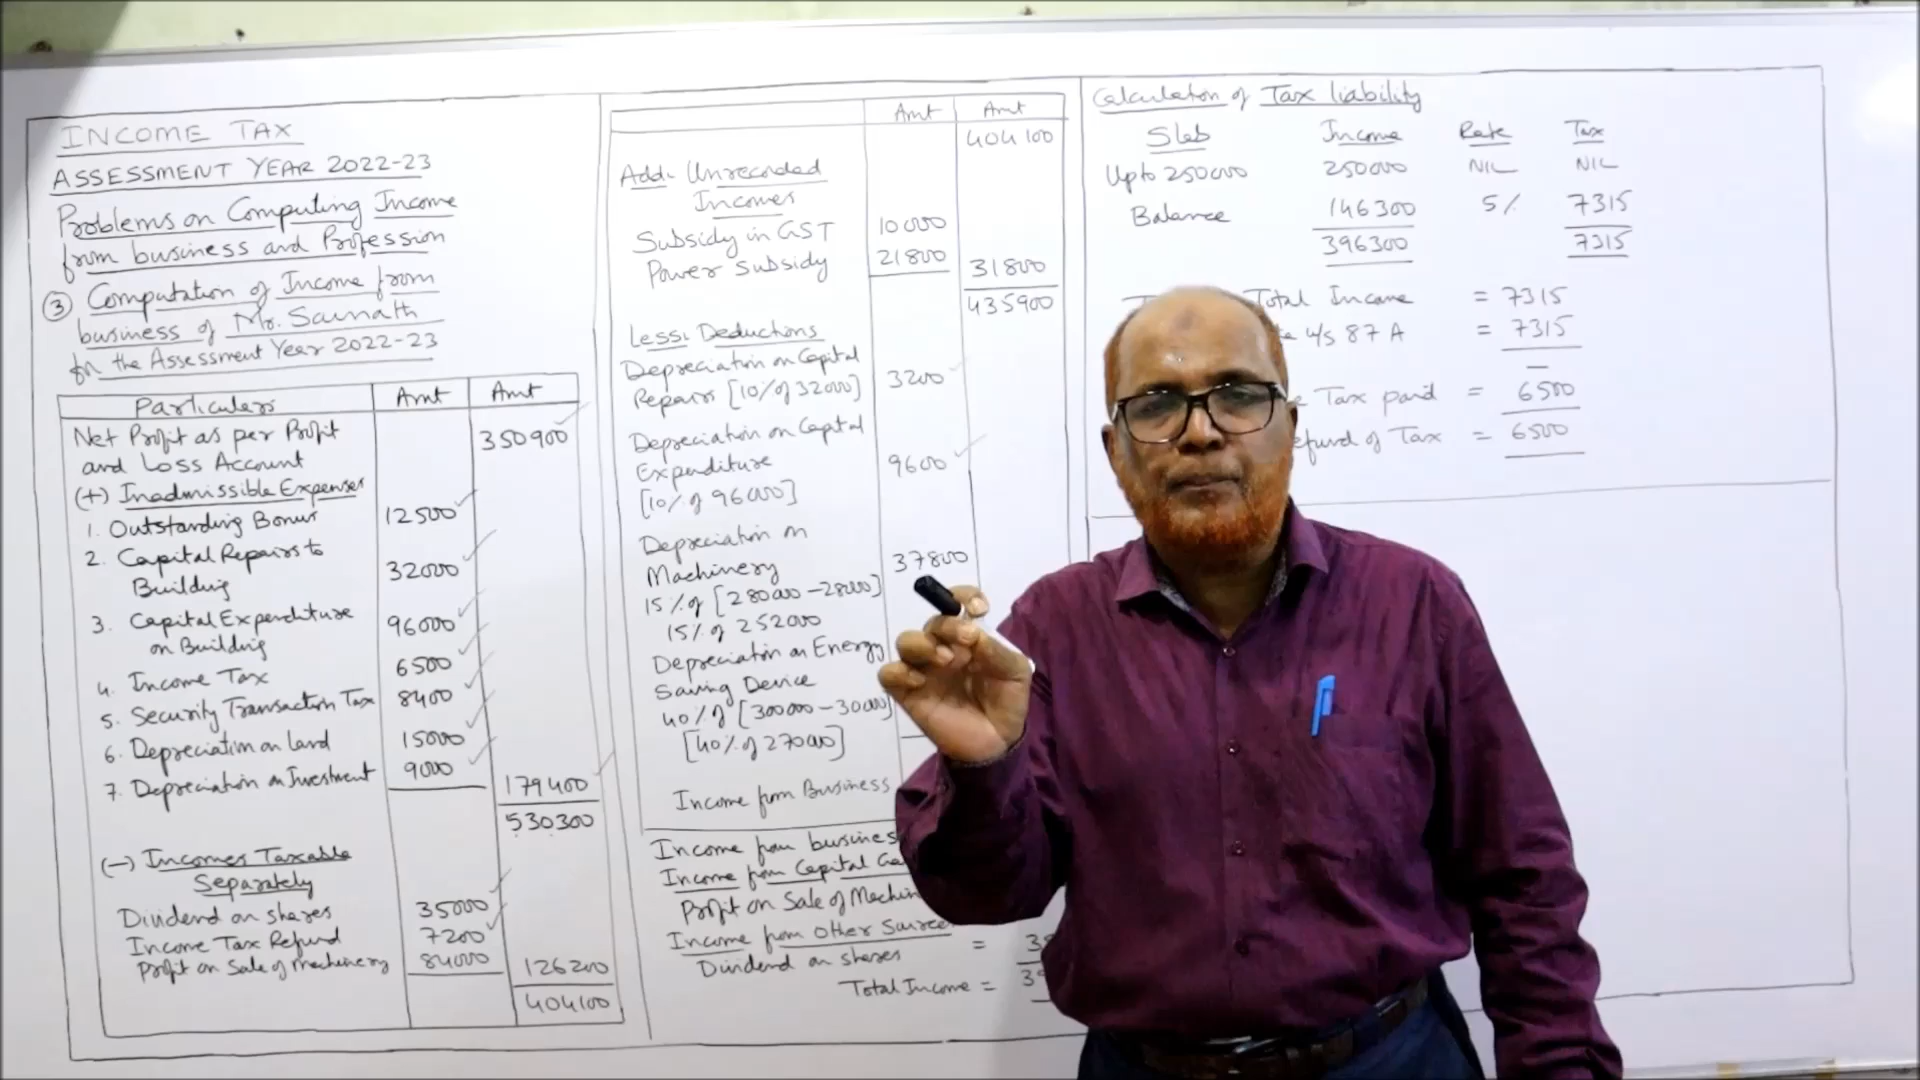 INCOME TAX
ASSESSMENT YEAR 2022-23
Problems on Computing Income
from business and Profession
③ Computation of Income from
business of Mr. Sainath
for the Assessment Year 2022-23
Particulars Amt Amt
Net Profit as per Profit
and Loss Account 350900
(+) Inadmissible Expenses
1. Outstanding Bonus 12500
2. Capital Repairs to
Building 32000
3. Capital Expenditure
on Building 96000
4. Income Tax 6500
5. Security Transaction Tax 8400
6. Depreciation on Land 15000
7. Depreciation on Investment 9000 179400
530300
(-) Incomes Taxable
Separately
Dividend on shares 35000
Income Tax Refund 7200
Profit on Sale of Machinery 84000 126200
404100
Amt Amt
404100
Add:- Unrecorded
Incomes
Subsidy in GST 10000
Power Subsidy 21800 31800
435900
Less: Deductions
Depreciation on Capital
Repairs [10% of 32000] 3200
Depreciation on Capital
Expenditure 9600
[10% of 96000]
Depreciation on
Machinery 37800
15% of [280000-28000]
15% of 252000
Depreciation on Energy
Saving Device
40% of [300000-30000]
[40% of 270000]
Income from Business
Income from business
Income from Capital Ga
Profit on Sale of Machin
Income from Other Sources
Dividend on shares = 35
Total Income = 39
Calculation of Tax liability
Slab Income Rate Tax
Upto 250000 250000 NIL NIL
Balance 146300 5% 7315
396300 7315
T Total Income = 7315
te u/s 87 A = 7315
-
e Tax paid = 6500
efund of Tax = 6500